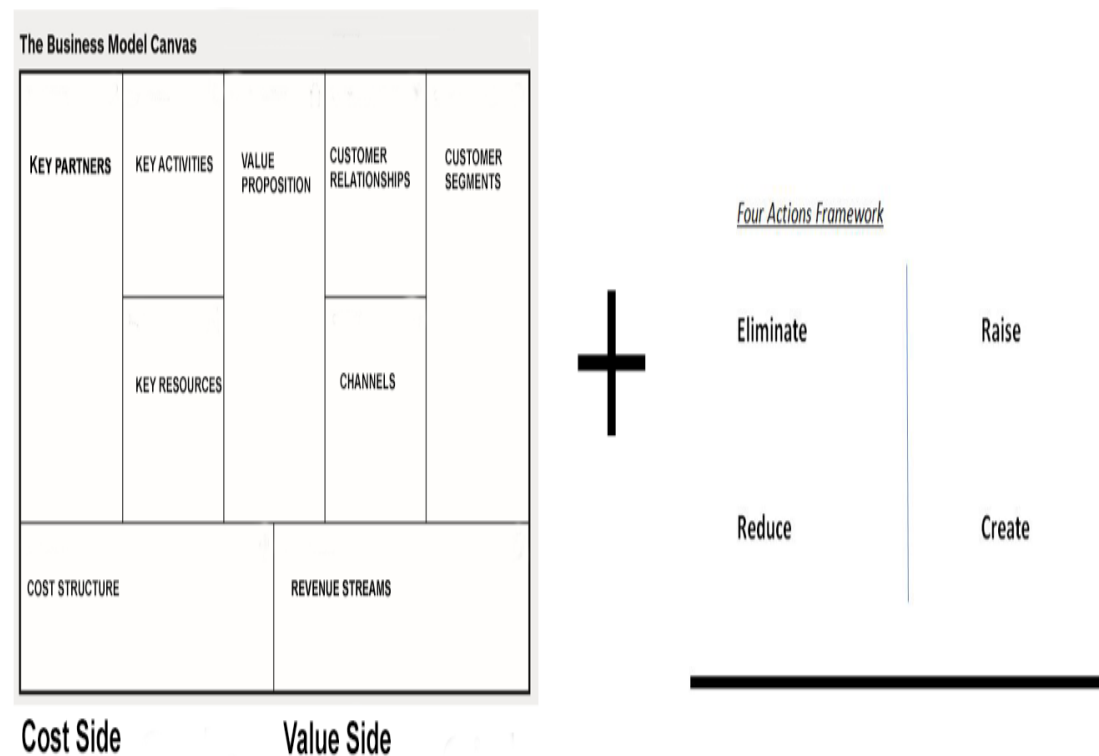 The Business Model Canvas
KEY PARTNERS
KEY ACTIVITIES
VALUE
PROPOSITION
CUSTOMER
RELATIONSHIPS
CUSTOMER
SEGMENTS
KEY RESOURCES
CHANNELS
COST STRUCTURE
REVENUE STREAMS
Cost Side
Value Side
Four Actions Framework
Eliminate
Raise
Reduce
Create